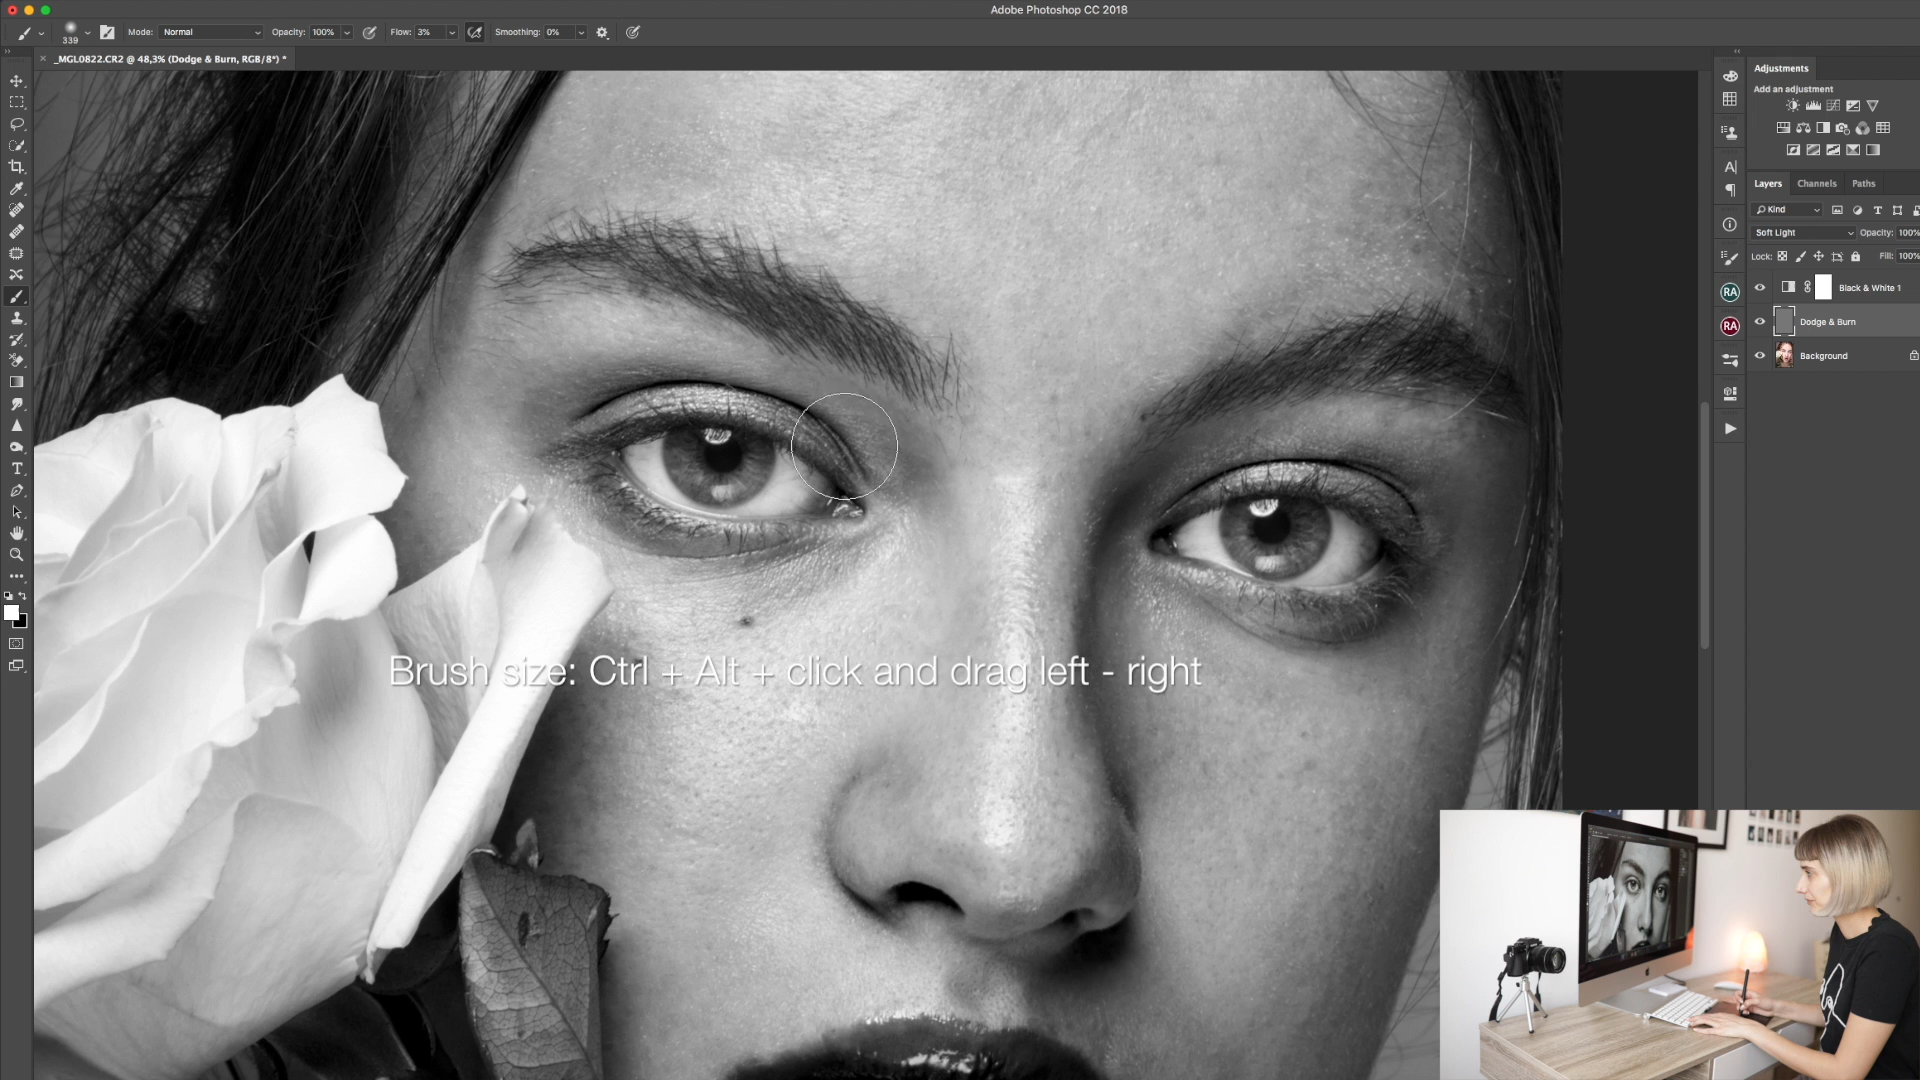 Adobe Photoshop CC 2018
339
Mode: Normal Opacity: 100% Flow: 3% Smoothing: 0%
_MGL0822.CR2 @ 48,3% (Dodge & Burn, RGB/8*) *
Adjustments
Add an adjustment
Layers Channels Paths
Kind
Soft Light Opacity: 100%
Lock: Fill: 100%
Black & White 1
Dodge & Burn
Background
RA
RA
Brush size: Ctrl + Alt + click and drag left - right